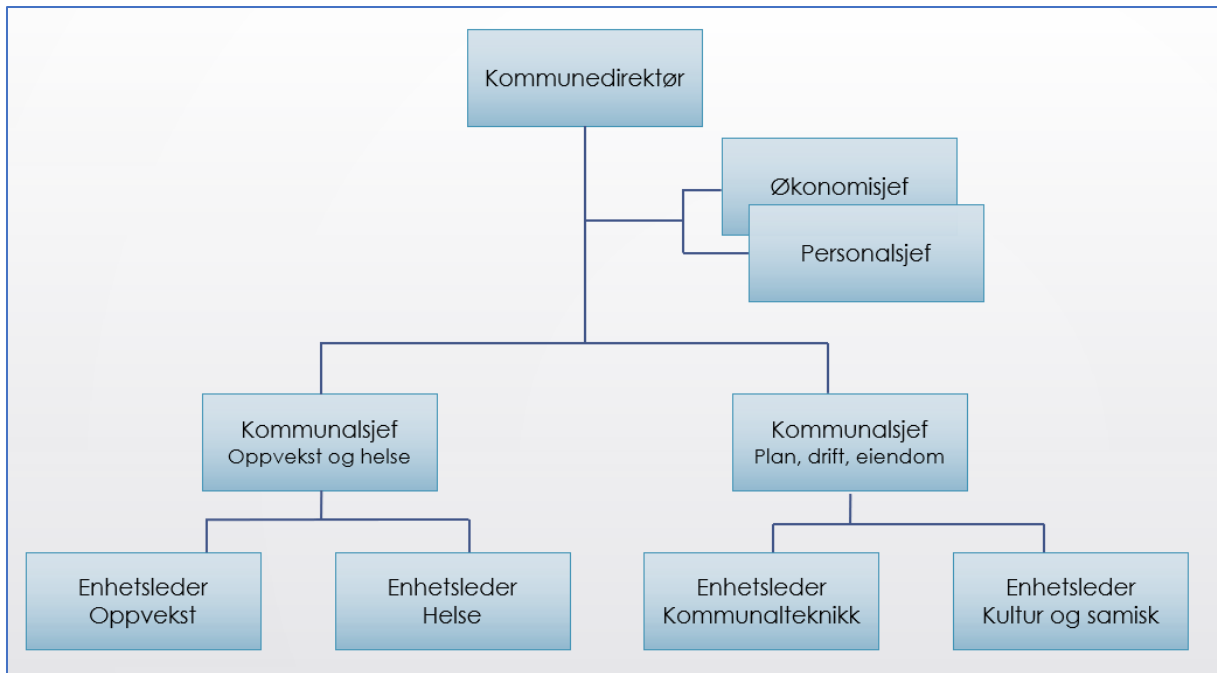 Kommunedirektør
Økonomisjef
Personalsjef
Kommunalsjef
Oppvekst og helse
Kommunalsjef
Plan, drift, eiendom
Enhetsleder
Oppvekst
Enhetsleder
Helse
Enhetsleder
Kommunalteknikk
Enhetsleder
Kultur og samisk